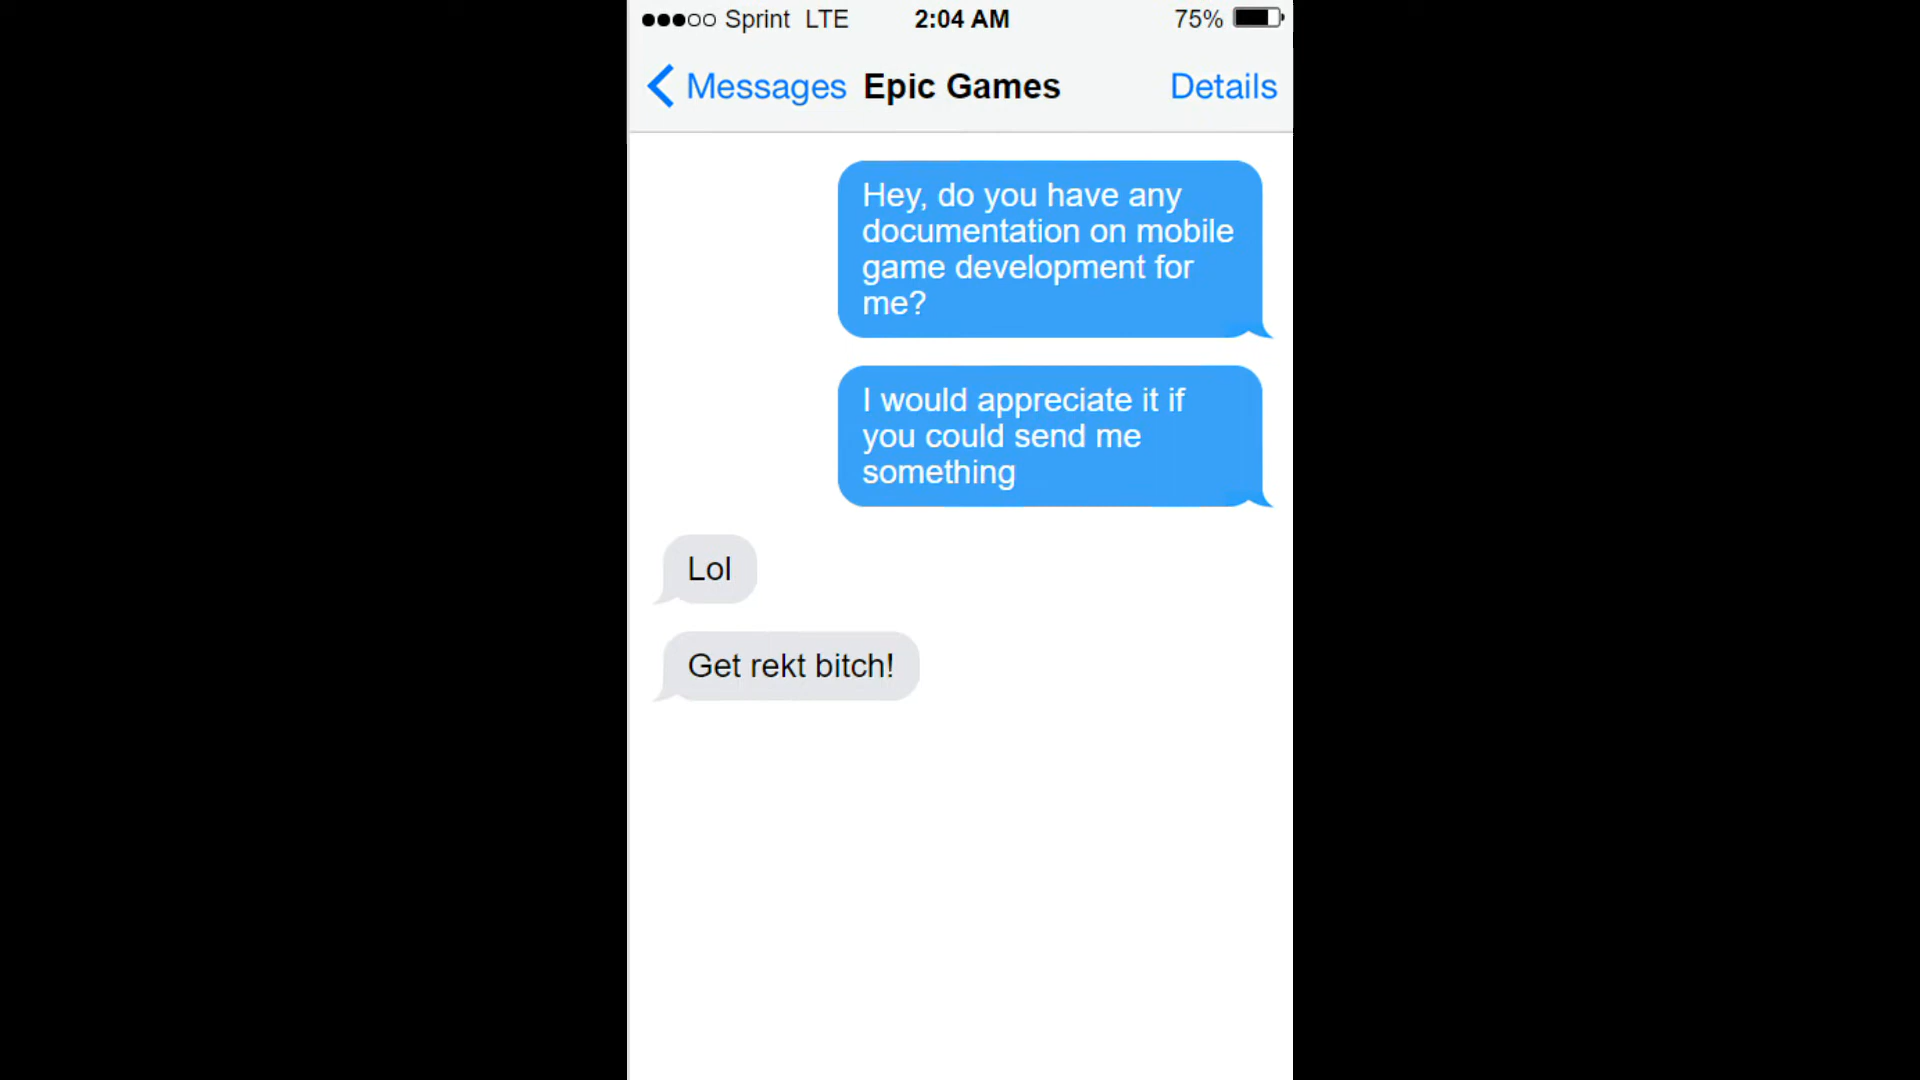 ●●●○○ Sprint LTE 2:04 AM 75%
Messages Epic Games Details
Hey, do you have any
documentation on mobile
game development for
me?
I would appreciate it if
you could send me
something
Lol
Get rekt bitch!